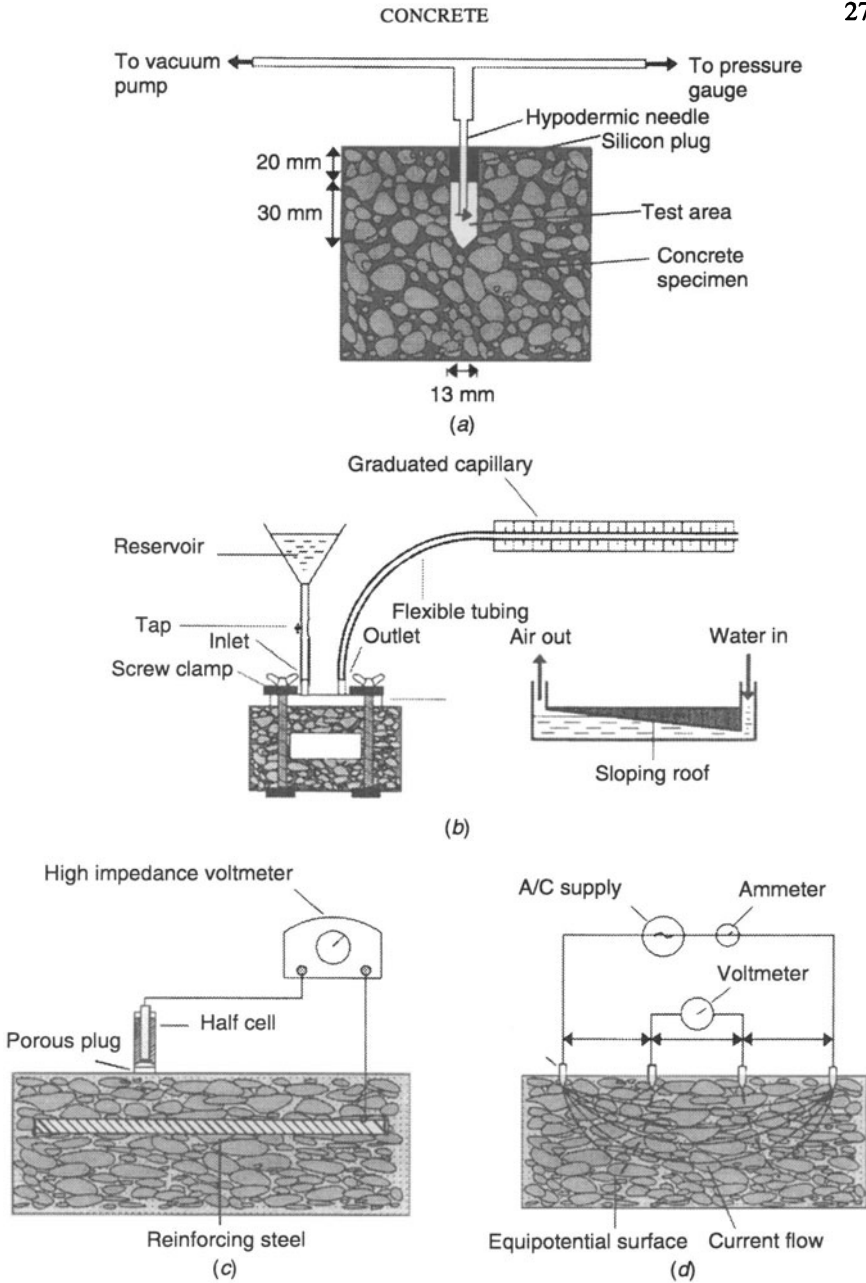 CONCRETE
27
To vacuum
pump
To pressure
gauge
Hypodermic needle
Silicon plug
20 mm
30 mm
Test area
Concrete
specimen
13 mm
(a)
Graduated capillary
Reservoir
Flexible tubing
Tap
Inlet
Outlet
Screw clamp
Air out
Water in
Sloping roof
(b)
High impedance voltmeter
Half cell
Porous plug
Reinforcing steel
(c)
A/C supply
Ammeter
Voltmeter
Equipotential surface
Current flow
(d)